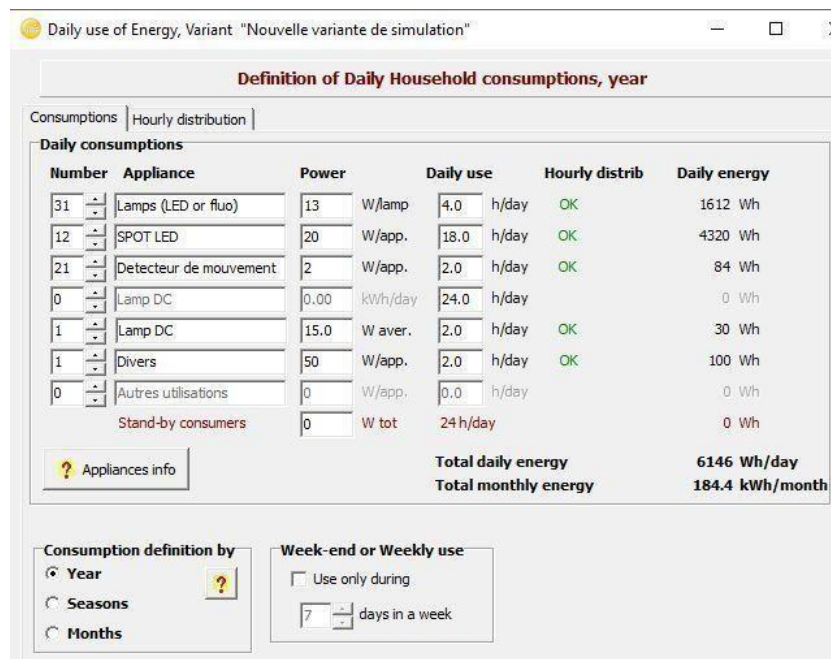 Daily use of Energy, Variant "Nouvelle variante de simulation"
Definition of Daily Household consumptions, year
Consumptions Hourly distribution
Daily consumptions
Number Appliance Power Daily use Hourly distrib Daily energy
31 Lamps (LED or fluo) 13 W/lamp 4.0 h/day OK 1612 Wh
12 SPOT LED 20 W/app. 18.0 h/day OK 4320 Wh
21 Detecteur de mouvement 2 W/app. 2.0 h/day OK 84 Wh
0 Lamp DC 0.00 kWh/day 24.0 h/day 0 Wh
1 Lamp DC 15.0 W aver. 2.0 h/day OK 30 Wh
1 Divers 50 W/app. 2.0 h/day OK 100 Wh
0 Autres utilisations 0 W/app. 0.0 h/day 0 Wh
Stand-by consumers 0 W tot 24 h/day 0 Wh
? Appliances info
Total daily energy 6146 Wh/day
Total monthly energy 184.4 kWh/month
Consumption definition by
Year
?
Seasons
Months
Week-end or Weekly use
Use only during
7 days in a week